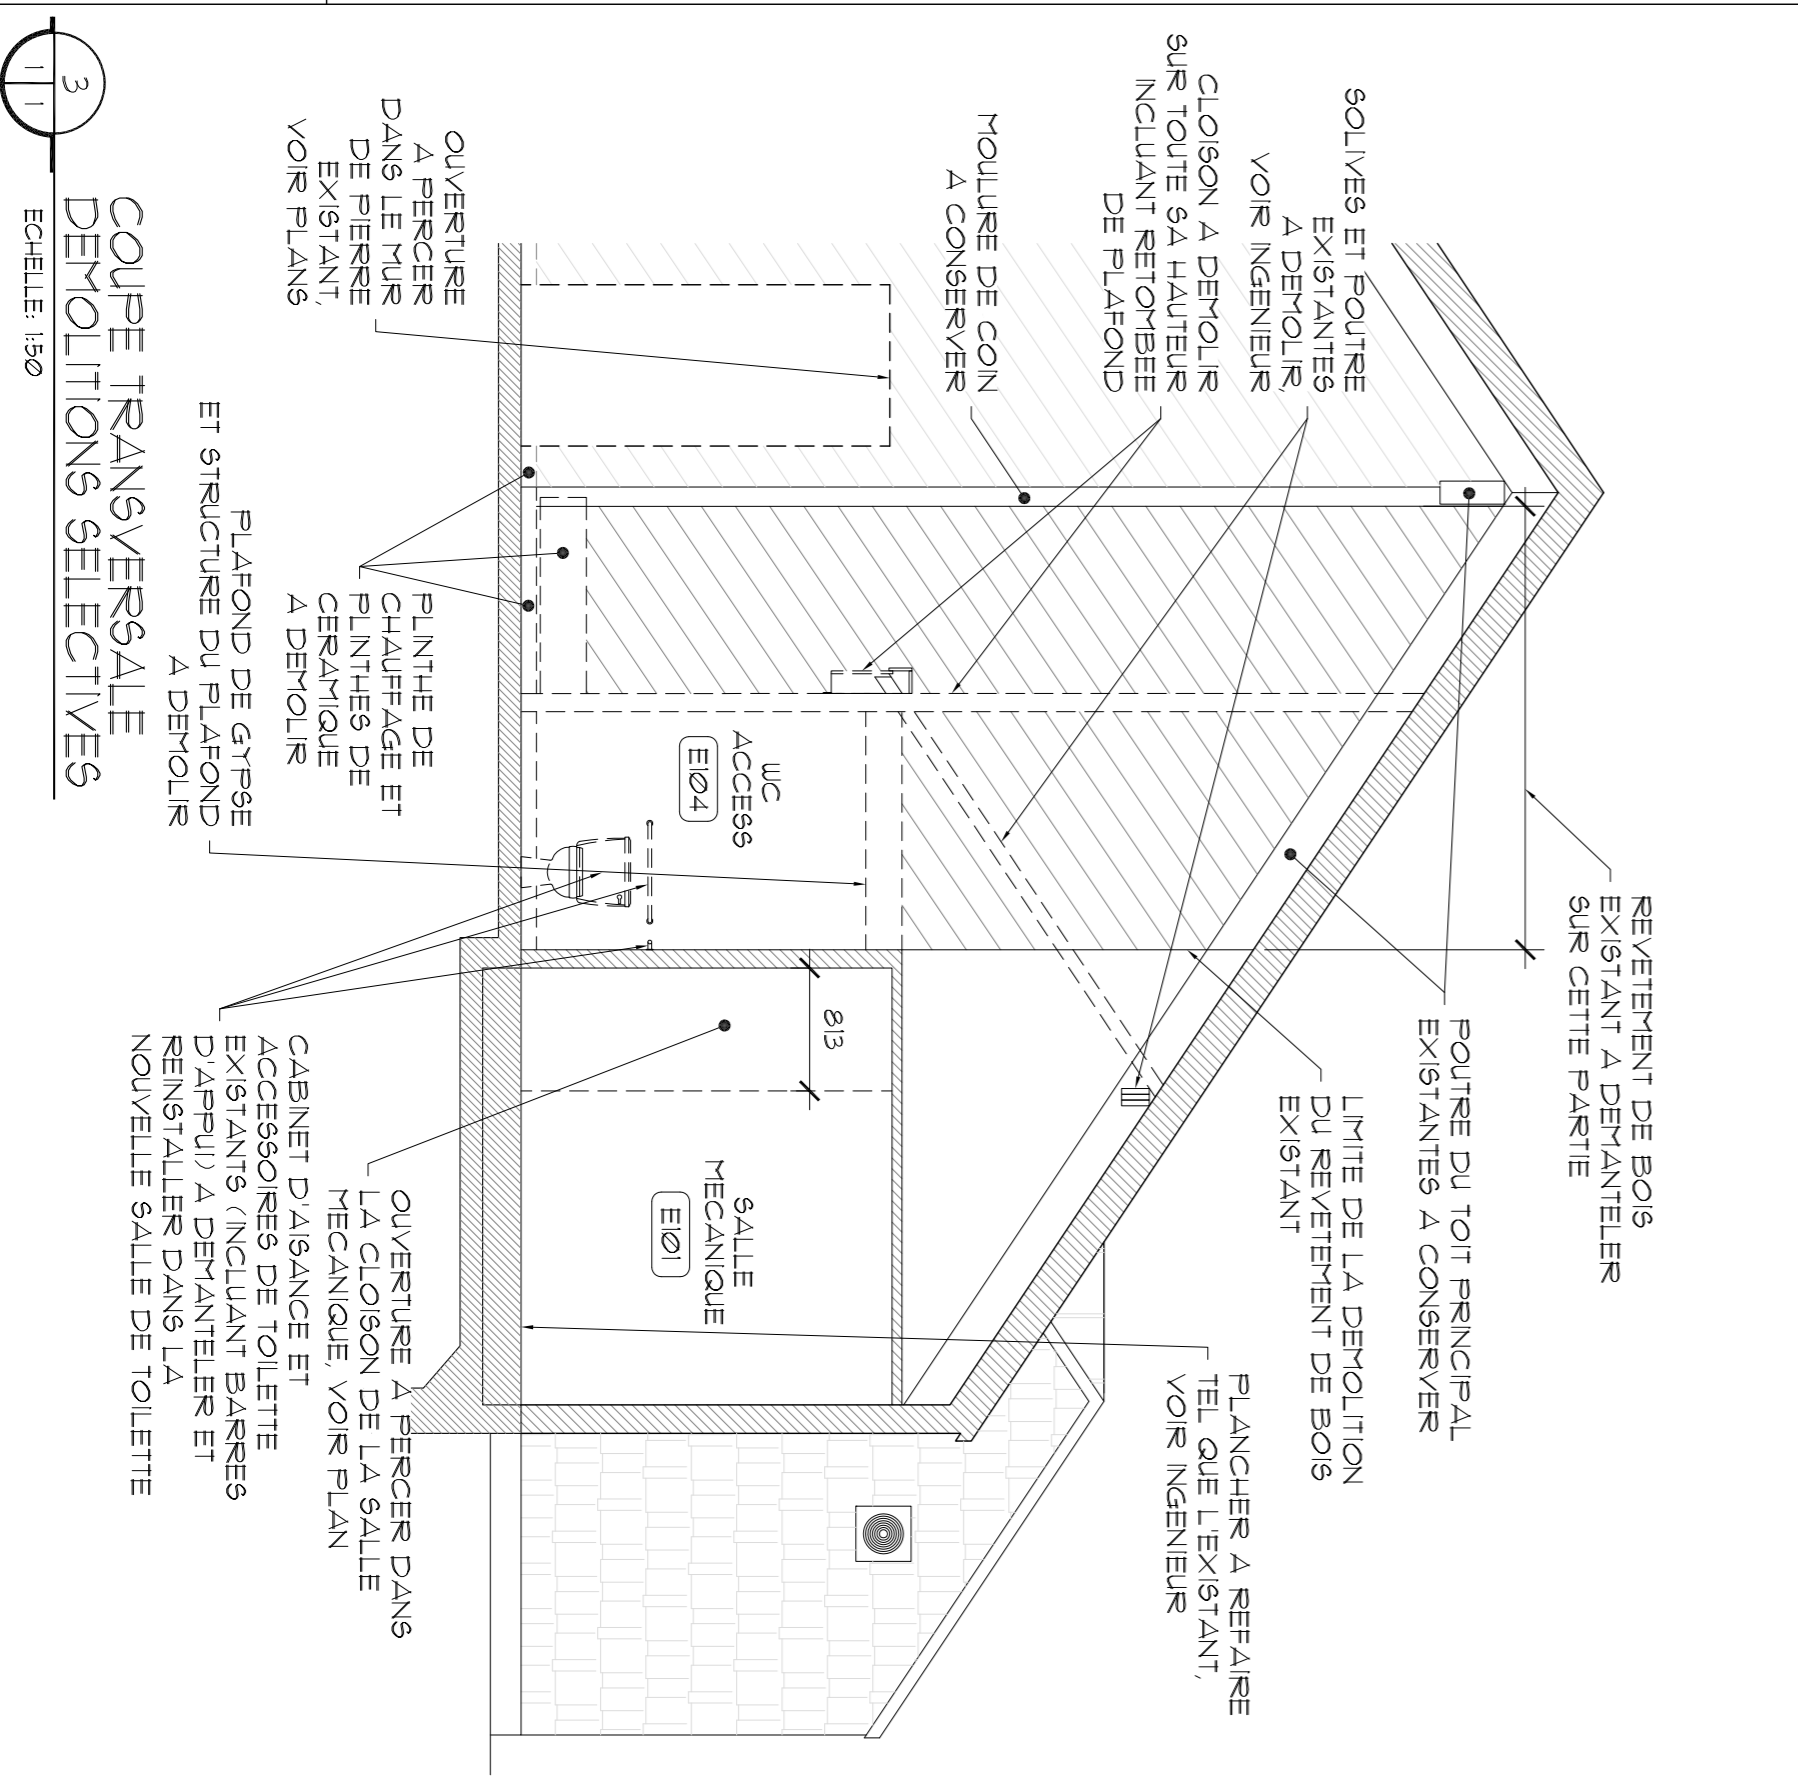 REVETEMENT DE BOIS
EXISTANT A DEMANTELER
SUR CETTE PARTIE
SOLIVES ET POUTRE
EXISTANTES
A DEMOLIR,
VOIR INGENIEUR
CLOISON A DEMOLIR
SUR TOUTE SA HAUTEUR
INCLUANT RETOMBEE
DE PLAFOND
MOULURE DE COIN
A CONSERVER
OUVERTURE
A PERCER
DANS LE MUR
DE PIERRE
EXISTANT,
VOIR PLANS
POUTRE DU TOIT PRINCIPAL
EXISTANTES A CONSERVER
LIMITE DE LA DEMOLITION
DU REVETEMENT DE BOIS
EXISTANT
PLANCHER A REFAIRE
TEL QUE L'EXISTANT,
VOIR INGENIEUR
813
WC
ACCESS
E104
SALLE
MECANIQUE
E101
PLINTHE DE
CHAUFFAGE ET
PLINTHES DE
CERAMIQUE
A DEMOLIR
PLAFOND DE GYPSE
ET STRUCTURE DU PLAFOND
A DEMOLIR
OUVERTURE A PERCER DANS
LA CLOISON DE LA SALLE
MECANIQUE, VOIR PLAN
CABINET D'AISANCE ET
ACCESSOIRES DE TOILETTE
EXISTANTS (INCLUANT BARRES
D'APPUI) A DEMANTELER ET
REINSTALLER DANS LA
NOUVELLE SALLE DE TOILETTE
3
1 1
COUPE TRANSVERSALE
DEMOLITIONS SELECTIVES
ECHELLE: 1:50